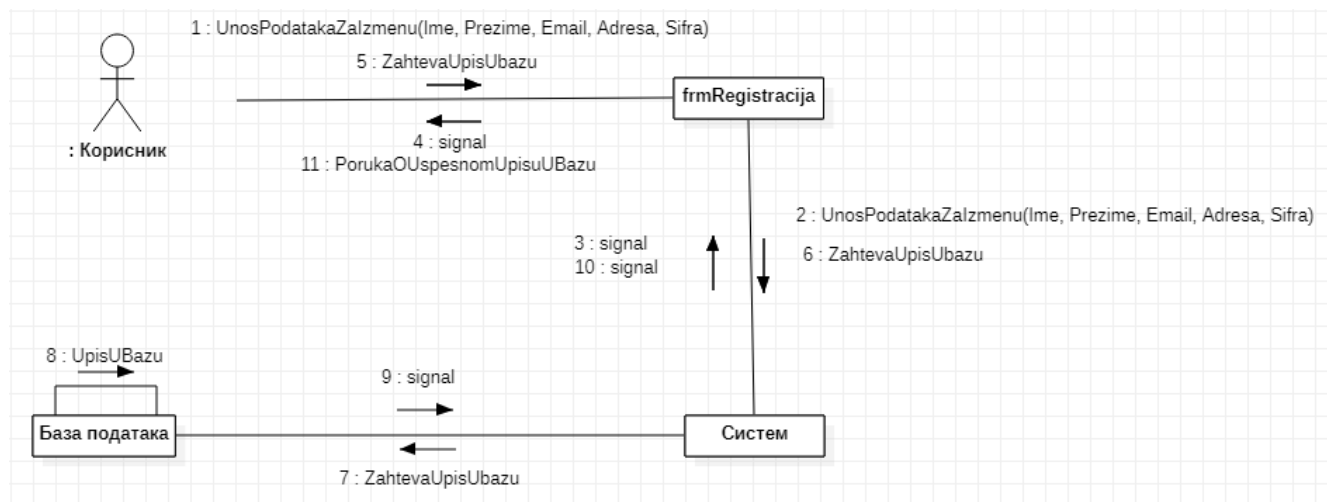 1 : UnosPodatakaZaIzmenu(Ime, Prezime, Email, Adresa, Sifra)
5 : ZahtevaUpisUbazu
frmRegistracija
4 : signal
: Корисник
11 : PorukaOUspesnomUpisuUBazu
2 : UnosPodatakaZaIzmenu(Ime, Prezime, Email, Adresa, Sifra)
3 : signal
6 : ZahtevaUpisUbazu
10 : signal
8 : UpisUBazu
9 : signal
База података
Систем
7 : ZahtevaUpisUbazu